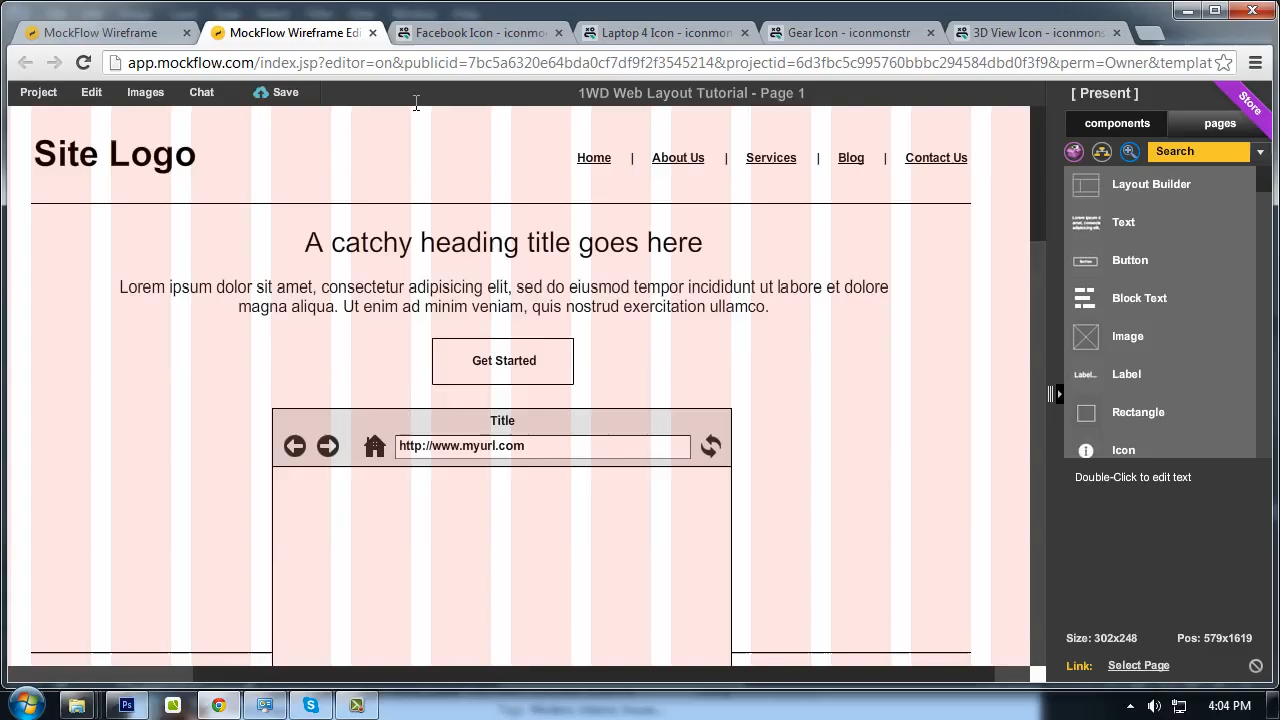 MockFlow Wireframe
MockFlow Wireframe Edi
Facebook Icon - iconmo
Laptop 4 Icon - iconmon
Gear Icon - iconmonstr
3D View Icon - iconmons
app.mockflow.com/index.jsp?editor=on&publicid=7bc5a6320e64bda0cf7df9f2f3545214&projectid=6d3fbc5c995760bbbc294584dbd0f3f9&perm=Owner&templat
Project
Edit
Images
Chat
Save
1WD Web Layout Tutorial - Page 1
[ Present ]
Store
components
pages
Search
Site Logo
Home | About Us | Services | Blog | Contact Us
A catchy heading title goes here
Lorem ipsum dolor sit amet, consectetur adipisicing elit, sed do eiusmod tempor incididunt ut labore et dolore
magna aliqua. Ut enim ad minim veniam, quis nostrud exercitation ullamco.
Get Started
Title
http://www.myurl.com
Layout Builder
Text
Button
Block Text
Image
Label... Label
Rectangle
Icon
Double-Click to edit text
Size: 302x248
Pos: 579x1619
Link: Select Page
Ps
4:04 PM